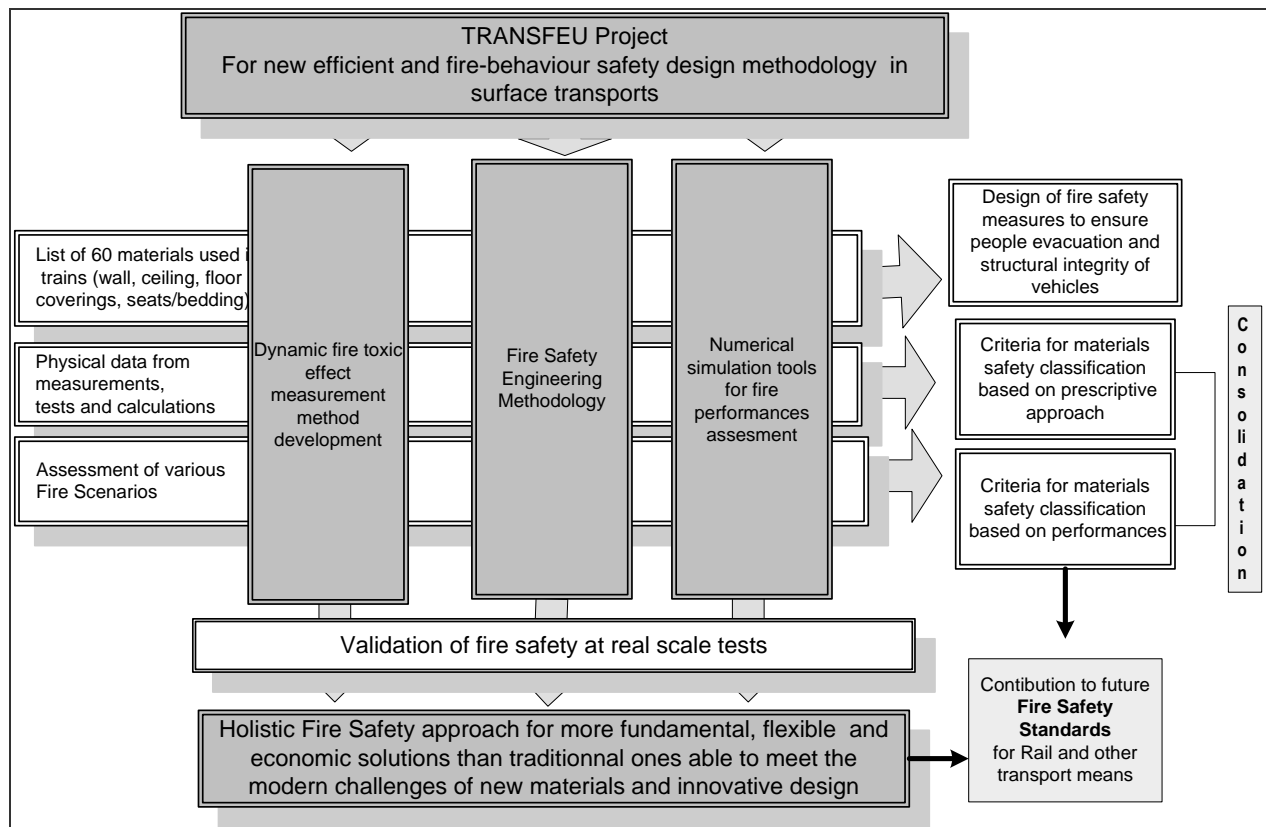 TRANSFEU Project
For new efficient and fire-behaviour safety design methodology in
surface transports
List of 60 materials used i
trains (wall, ceiling, floor
coverings, seats/bedding)
Physical data from
measurements,
tests and calculations
Assessment of various
Fire Scenarios
Dynamic fire toxic
effect
measurement
method
development
Fire Safety
Engineering
Methodology
Numerical
simulation tools
for fire
performances
assesment
Design of fire safety
measures to ensure
people evacuation and
structural integrity of
vehicles
Criteria for materials
safety classification
based on prescriptive
approach
Criteria for materials
safety classification
based on performances
C
o
n
s
o
li
d
a
t
i
o
n
Validation of fire safety at real scale tests
Holistic Fire Safety approach for more fundamental, flexible and
economic solutions than traditionnal ones able to meet the
modern challenges of new materials and innovative design
Contibution to future
Fire Safety
Standards
for Rail and other
transport means